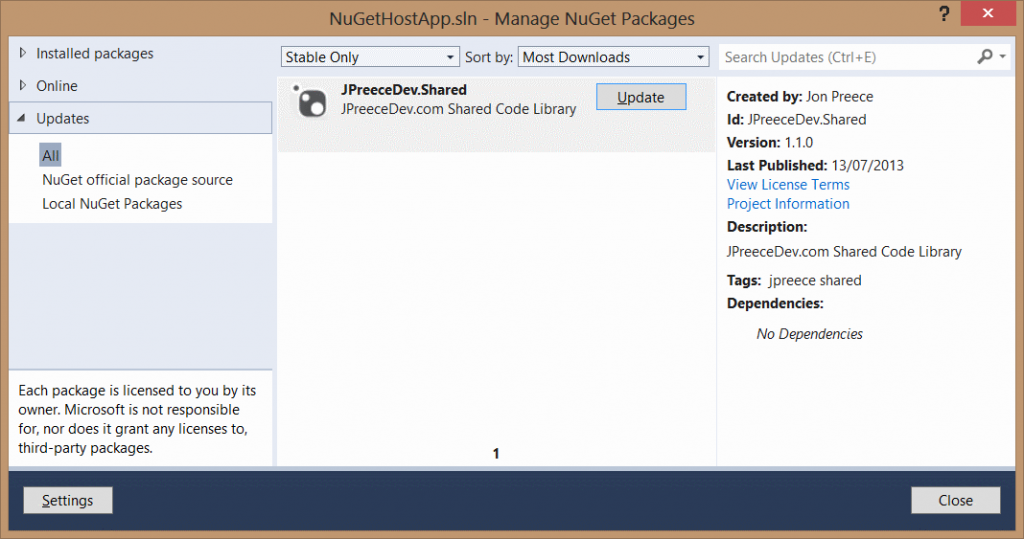 NuGetHostApp.sln - Manage NuGet Packages
?
Installed packages
Online
Updates
All
NuGet official package source
Local NuGet Packages
Each package is licensed to you by its
owner. Microsoft is not responsible
for, nor does it grant any licenses to,
third-party packages.
Stable Only
Sort by: Most Downloads
JPreeceDev.Shared
JPreeceDev.com Shared Code Library
Update
1
Search Updates (Ctrl+E)
Created by: Jon Preece
Id: JPreeceDev.Shared
Version: 1.1.0
Last Published: 13/07/2013
View License Terms
Project Information
Description:
JPreeceDev.com Shared Code Library
Tags: jpreece shared
Dependencies:
No Dependencies
Settings
Close